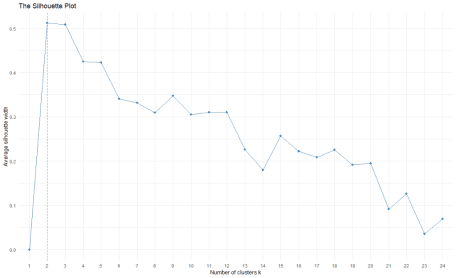 The Silhouette Plot
Average silhouette width
0.5
0.4
0.3
0.2
0.1
0.0
1 2 3 4 5 6 7 8 9 10 11 12 13 14 15 16 17 18 19 20 21 22 23 24
Number of clusters k